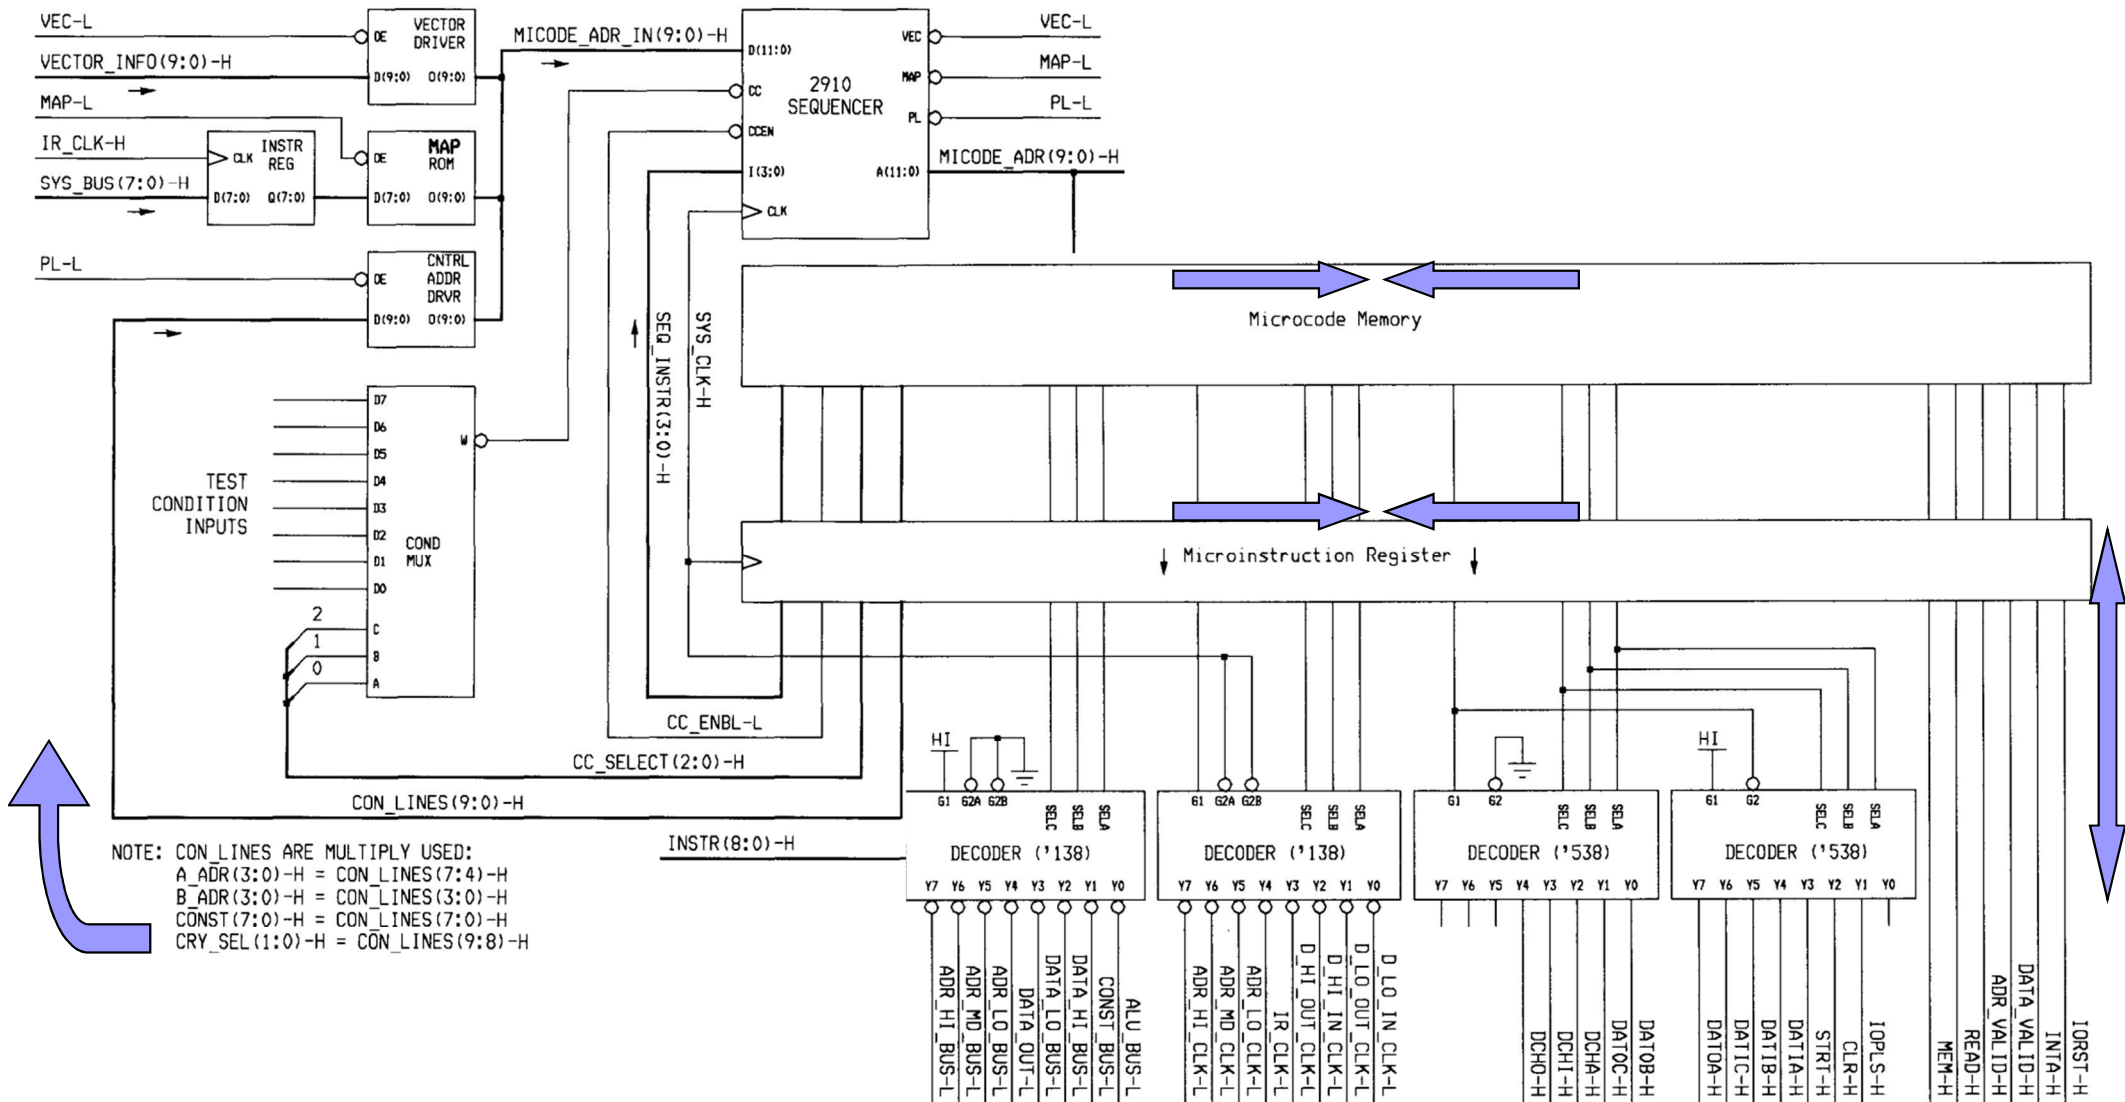 VEC-L
VECTOR_INFO(9:0)-H
MAP-L
IR_CLK-H
SYS_BUS(7:0)-H
PL-L
OE
VECTOR
DRIVER
D(9:0) O(9:0)
CLK
INSTR
REG
D(7:0) Q(7:0)
OE
MAP
ROM
D(7:0) O(9:0)
OE
CNTRL
ADDR
DRVR
D(9:0) O(9:0)
MICODE_ADR_IN(9:0)-H
D(11:0)
CC
CCEN
I(3:0)
CLK
2910
SEQUENCER
VEC
MAP
PL
A(11:0)
VEC-L
MAP-L
PL-L
MICODE_ADR(9:0)-H
Microcode Memory
SEQ_INSTR(3:0)-H
SYS_CLK-H
TEST
CONDITION
INPUTS
D7
D6
D5
D4
D3
D2
D1
D0
C
B
A
W
COND
MUX
2
1
0
Microinstruction Register
CC_ENBL-L
CC_SELECT(2:0)-H
CON_LINES(9:0)-H
INSTR(8:0)-H
NOTE: CON_LINES ARE MULTIPLY USED:
A_ADR(3:0)-H = CON_LINES(7:4)-H
B_ADR(3:0)-H = CON_LINES(3:0)-H
CONST(7:0)-H = CON_LINES(7:0)-H
CRY_SEL(1:0)-H = CON_LINES(9:8)-H
HI
G1 G2A G2B SELC SELB SELA
DECODER ('138)
Y7 Y6 Y5 Y4 Y3 Y2 Y1 Y0
ADR_HI_BUS-L
ADR_MD_BUS-L
ADR_LO_BUS-L
DATA_OUT-L
DATA_LO_BUS-L
DATA_HI_BUS-L
CONST_BUS-L
ALU_BUS-L
G1 G2A G2B SELC SELB SELA
DECODER ('138)
Y7 Y6 Y5 Y4 Y3 Y2 Y1 Y0
ADR_HI_CLK-L
ADR_MD_CLK-L
ADR_LO_CLK-L
IR_CLK-L
D_HI_OUT_CLK-L
D_HI_IN_CLK-L
D_LO_OUT_CLK-L
D_LO_IN_CLK-L
G1 G2 SELC SELB SELA
DECODER ('538)
Y7 Y6 Y5 Y4 Y3 Y2 Y1 Y0
DCHO-H
DCHI-H
DCHA-H
DATOC-H
DATOB-H
HI
G1 G2 SELC SELB SELA
DECODER ('538)
Y7 Y6 Y5 Y4 Y3 Y2 Y1 Y0
DATOA-H
DATIC-H
DATIB-H
DATIA-H
STRT-H
CLR-H
IOPLS-H
MEM-H
READ-H
ADR_VALID-H
DATA_VALID-H
INTA-H
IORST-H